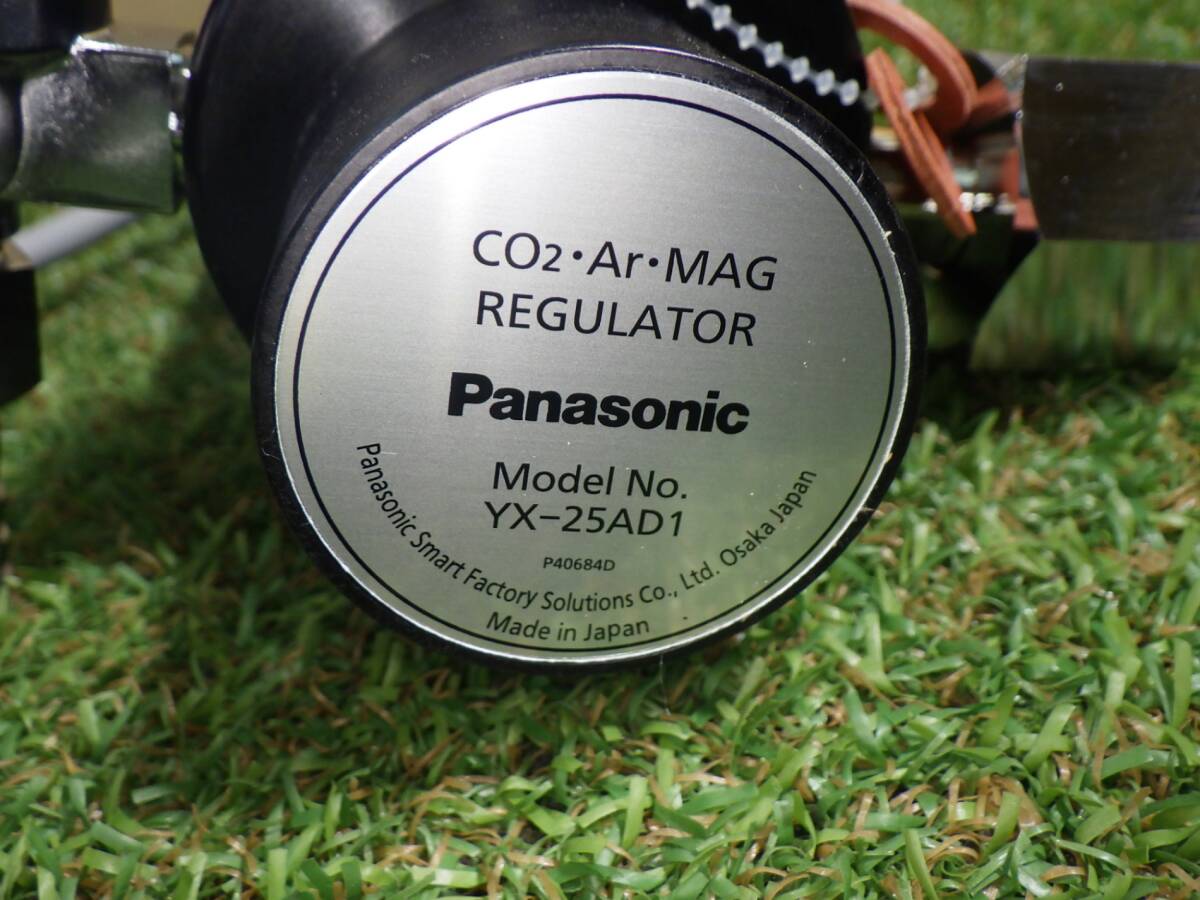 CO2・Ar・MAG
REGULATOR
Panasonic
Model No.
YX-25AD1
P40684D
Panasonic Smart Factory Solutions Co., Ltd. Osaka Japan
Made in Japan